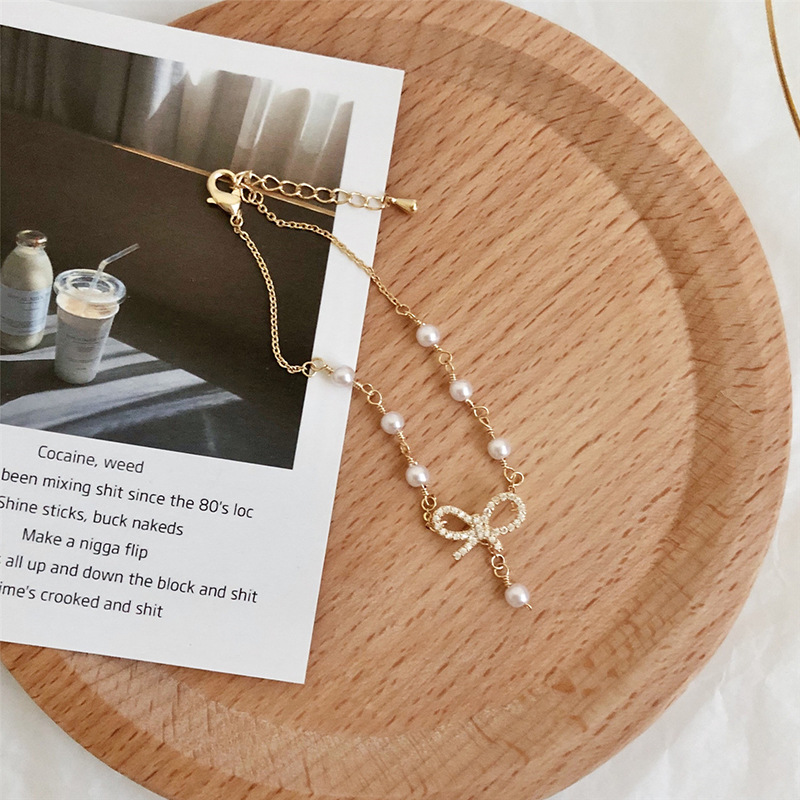 Cocaine, weed
been mixing shit since the 80's loc
Shine sticks, buck nakeds
Make a nigga flip
all up and down the block and shit
ime's crooked and shit